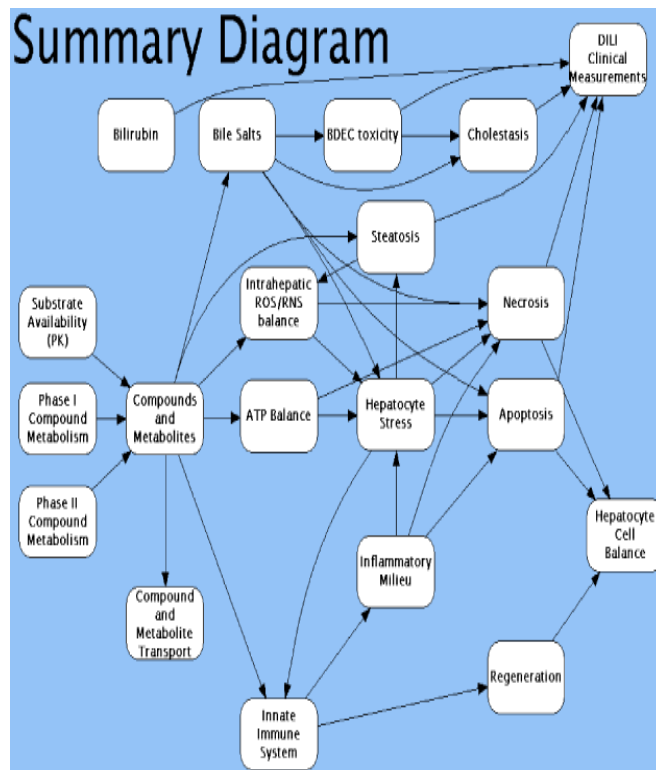 Summary Diagram
DILI
Clinical
Measurements
Bilirubin
Bile Salts
BDEC toxicity
Cholestasis
Steatosis
Substrate
Availability
(PK)
Intrahepatic
ROS/RNS
balance
Necrosis
Phase I
Compound
Metabolism
Compounds
and
Metabolites
ATP Balance
Hepatocyte
Stress
Apoptosis
Phase II
Compound
Metabolism
Hepatocyte
Cell
Balance
Inflammatory
Milieu
Compound
and
Metabolite
Transport
Regeneration
Innate
Immune
System